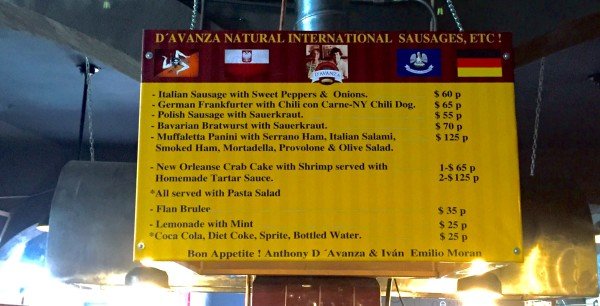 D´AVANZA NATURAL INTERNATIONAL SAUSAGES, ETC !
D'AVANZA
- Italian Sausage with Sweet Peppers & Onions. $ 60 p
- German Frankfurter with Chili con Carne-NY Chili Dog. $ 65 p
- Polish Sausage with Sauerkraut. $ 55 p
- Bavarian Bratwurst with Sauerkraut. $ 70 p
- Muffaletta Panini with Serrano Ham, Italian Salami, $ 125 p
Smoked Ham, Mortadella, Provolone & Olive Salad.
- New Orleanse Crab Cake with Shrimp served with 1-$ 65 p
Homemade Tartar Sauce. 2-$ 125 p
*All served with Pasta Salad
- Flan Brulee $ 35 p
- Lemonade with Mint $ 25 p
*Coca Cola, Diet Coke, Sprite, Bottled Water. $ 25 p
Bon Appetite ! Anthony D ´Avanza & Iván Emilio Moran